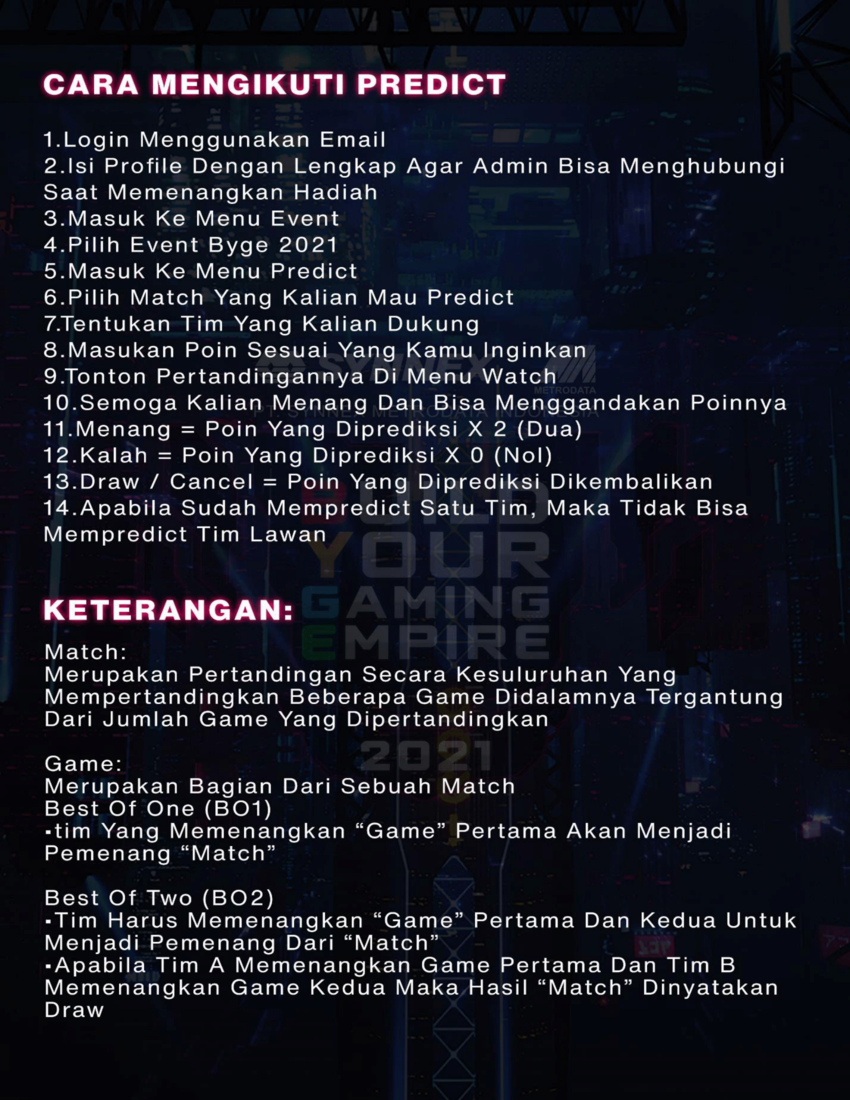 CARA MENGIKUTI PREDICT
1.Login Menggunakan Email
2.Isi Profile Dengan Lengkap Agar Admin Bisa Menghubungi
Saat Memenangkan Hadiah
3.Masuk Ke Menu Event
4.Pilih Event Byge 2021
5.Masuk Ke Menu Predict
6.Pilih Match Yang Kalian Mau Predict
7.Tentukan Tim Yang Kalian Dukung
8.Masukan Poin Sesuai Yang Kamu Inginkan
SYNNEX
9.Tonton Pertandingannya Di Menu Watch
METRODATA
10.Semoga Kalian Menang Dan Bisa Menggandakan Poinnya
PT. SYNNEX METRODATA INDONESIA
11.Menang = Poin Yang Diprediksi X 2 (Dua)
12.Kalah = Poin Yang Diprediksi X 0 (Nol)
13.Draw / Cancel = Poin Yang Diprediksi Dikembalikan
14.Apabila Sudah Mempredict Satu Tim, Maka Tidak Bisa
Mempredict Tim Lawan
BUILD
YOUR
GAMING
EMPIRE
2021
KETERANGAN:
Match:
Merupakan Pertandingan Secara Kesuluruhan Yang
Mempertandingkan Beberapa Game Didalamnya Tergantung
Dari Jumlah Game Yang Dipertandingkan
Game:
Merupakan Bagian Dari Sebuah Match
Best Of One (BO1)
•tim Yang Memenangkan “Game” Pertama Akan Menjadi
Pemenang “Match”
Best Of Two (BO2)
•Tim Harus Memenangkan “Game” Pertama Dan Kedua Untuk
Menjadi Pemenang Dari “Match”
•Apabila Tim A Memenangkan Game Pertama Dan Tim B
Memenangkan Game Kedua Maka Hasil “Match” Dinyatakan
Draw